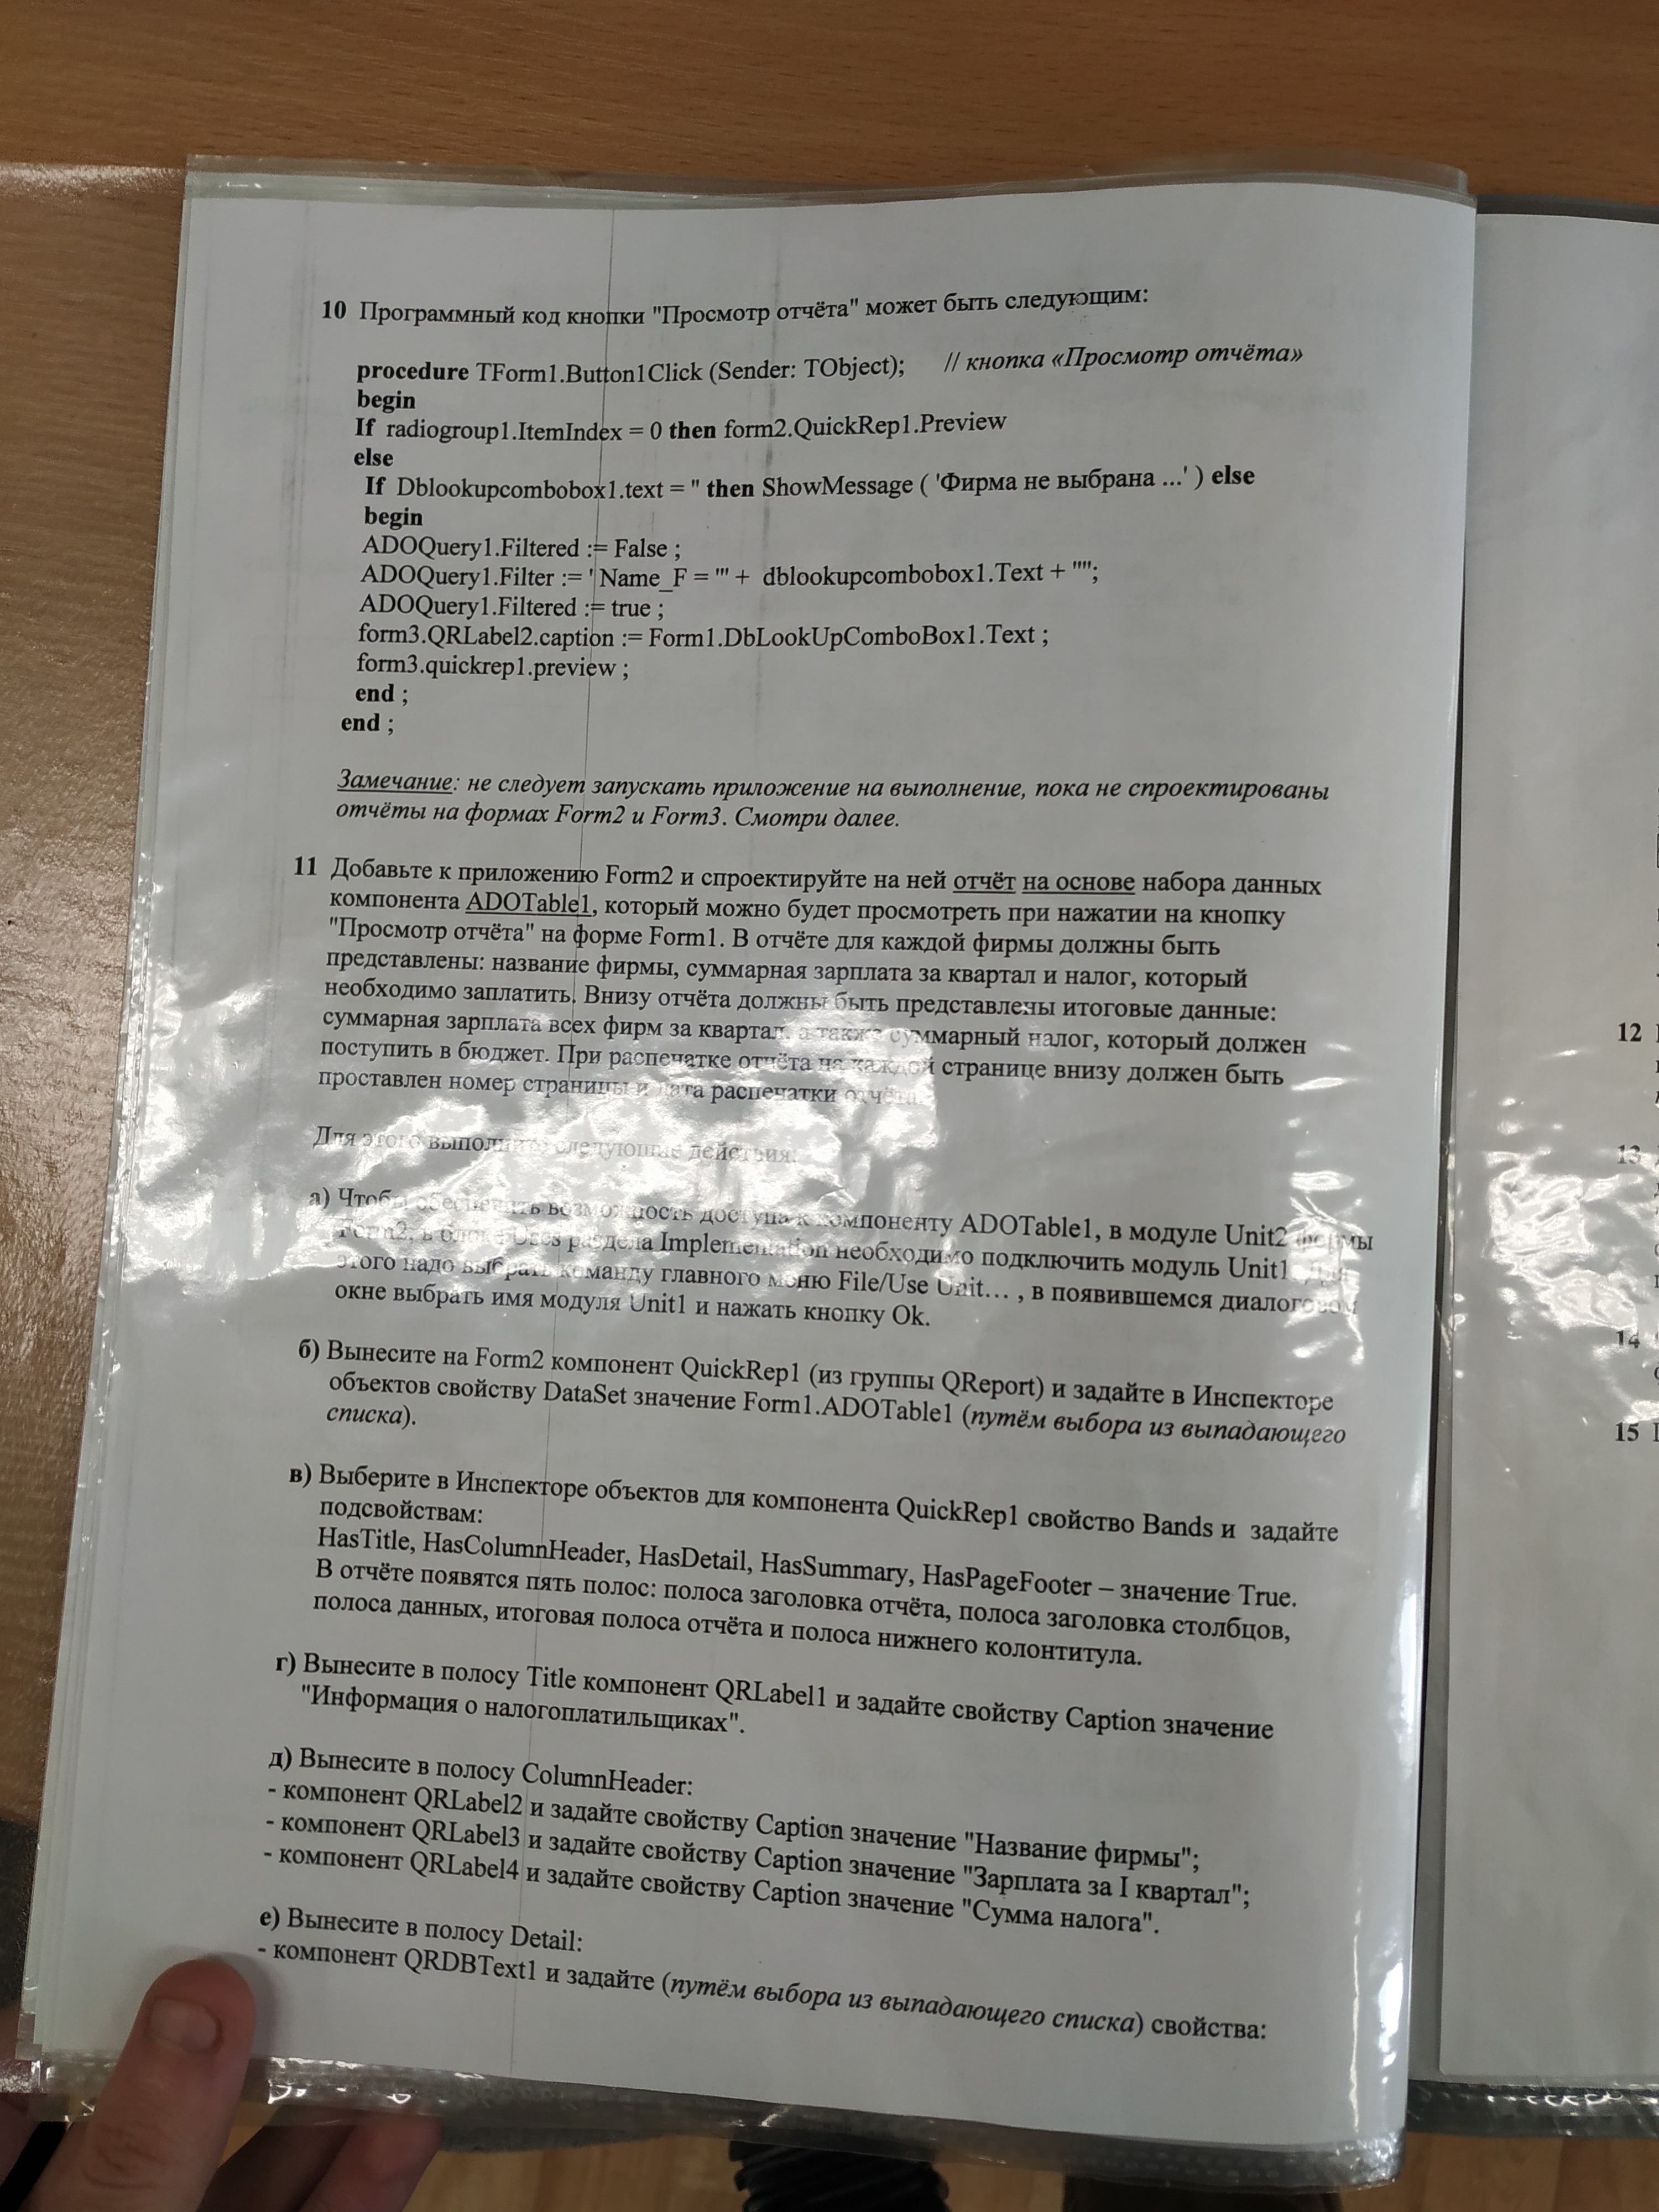 10 Программный код кнопки "Просмотр отчёта" может быть следующим:
procedure TForm1.Button1Click (Sender: TObject); // кнопка «Просмотр отчёта»
begin
If radiogroup1.ItemIndex = 0 then form2.QuickRep1.Preview
else
If Dblookupcombobox1.text = '' then ShowMessage ( 'Фирма не выбрана ...' ) else
begin
ADOQuery1.Filtered := False ;
ADOQuery1.Filter := ' Name_F = ''' + dblookupcombobox1.Text + '''';
ADOQuery1.Filtered := true ;
form3.QRLabel2.caption := Form1.DbLookUpComboBox1.Text ;
form3.quickrep1.preview ;
end ;
end ;
Замечание: не следует запускать приложение на выполнение, пока не спроектированы
отчёты на формах Form2 и Form3. Смотри далее.
11 Добавьте к приложению Form2 и спроектируйте на ней отчёт на основе набора данных
компонента ADOTable1, который можно будет просмотреть при нажатии на кнопку
"Просмотр отчёта" на форме Form1. В отчёте для каждой фирмы должны быть
представлены: название фирмы, суммарная зарплата за квартал и налог, который
необходимо заплатить. Внизу отчёта должны быть представлены итоговые данные:
суммарная зарплата всех фирм за квартал, а также суммарный налог, который должен
поступить в бюджет. При распечатке отчёта на каждой странице внизу должен быть
проставлен номер страницы и дата распечатки отчёта.
Для этого выполните следующие действия:
а) Чтобы обеспечить возможность доступа к компоненту ADOTable1, в модуле Unit2 формы
Form2, в блоке Uses раздела Implementation необходимо подключить модуль Unit1. Для
этого надо выбрать команду главного меню File/Use Unit… , в появившемся диалоговом
окне выбрать имя модуля Unit1 и нажать кнопку Ok.
б) Вынесите на Form2 компонент QuickRep1 (из группы QReport) и задайте в Инспекторе
объектов свойству DataSet значение Form1.ADOTable1 (путём выбора из выпадающего
списка).
в) Выберите в Инспекторе объектов для компонента QuickRep1 свойство Bands и задайте
подсвойствам:
HasTitle, HasColumnHeader, HasDetail, HasSummary, HasPageFooter – значение True.
В отчёте появятся пять полос: полоса заголовка отчёта, полоса заголовка столбцов,
полоса данных, итоговая полоса отчёта и полоса нижнего колонтитула.
г) Вынесите в полосу Title компонент QRLabel1 и задайте свойству Caption значение
"Информация о налогоплатильщиках".
д) Вынесите в полосу ColumnHeader:
- компонент QRLabel2 и задайте свойству Caption значение "Название фирмы";
- компонент QRLabel3 и задайте свойству Caption значение "Зарплата за I квартал";
- компонент QRLabel4 и задайте свойству Caption значение "Сумма налога".
е) Вынесите в полосу Detail:
- компонент QRDBText1 и задайте (путём выбора из выпадающего списка) свойства:
12
13
14
15